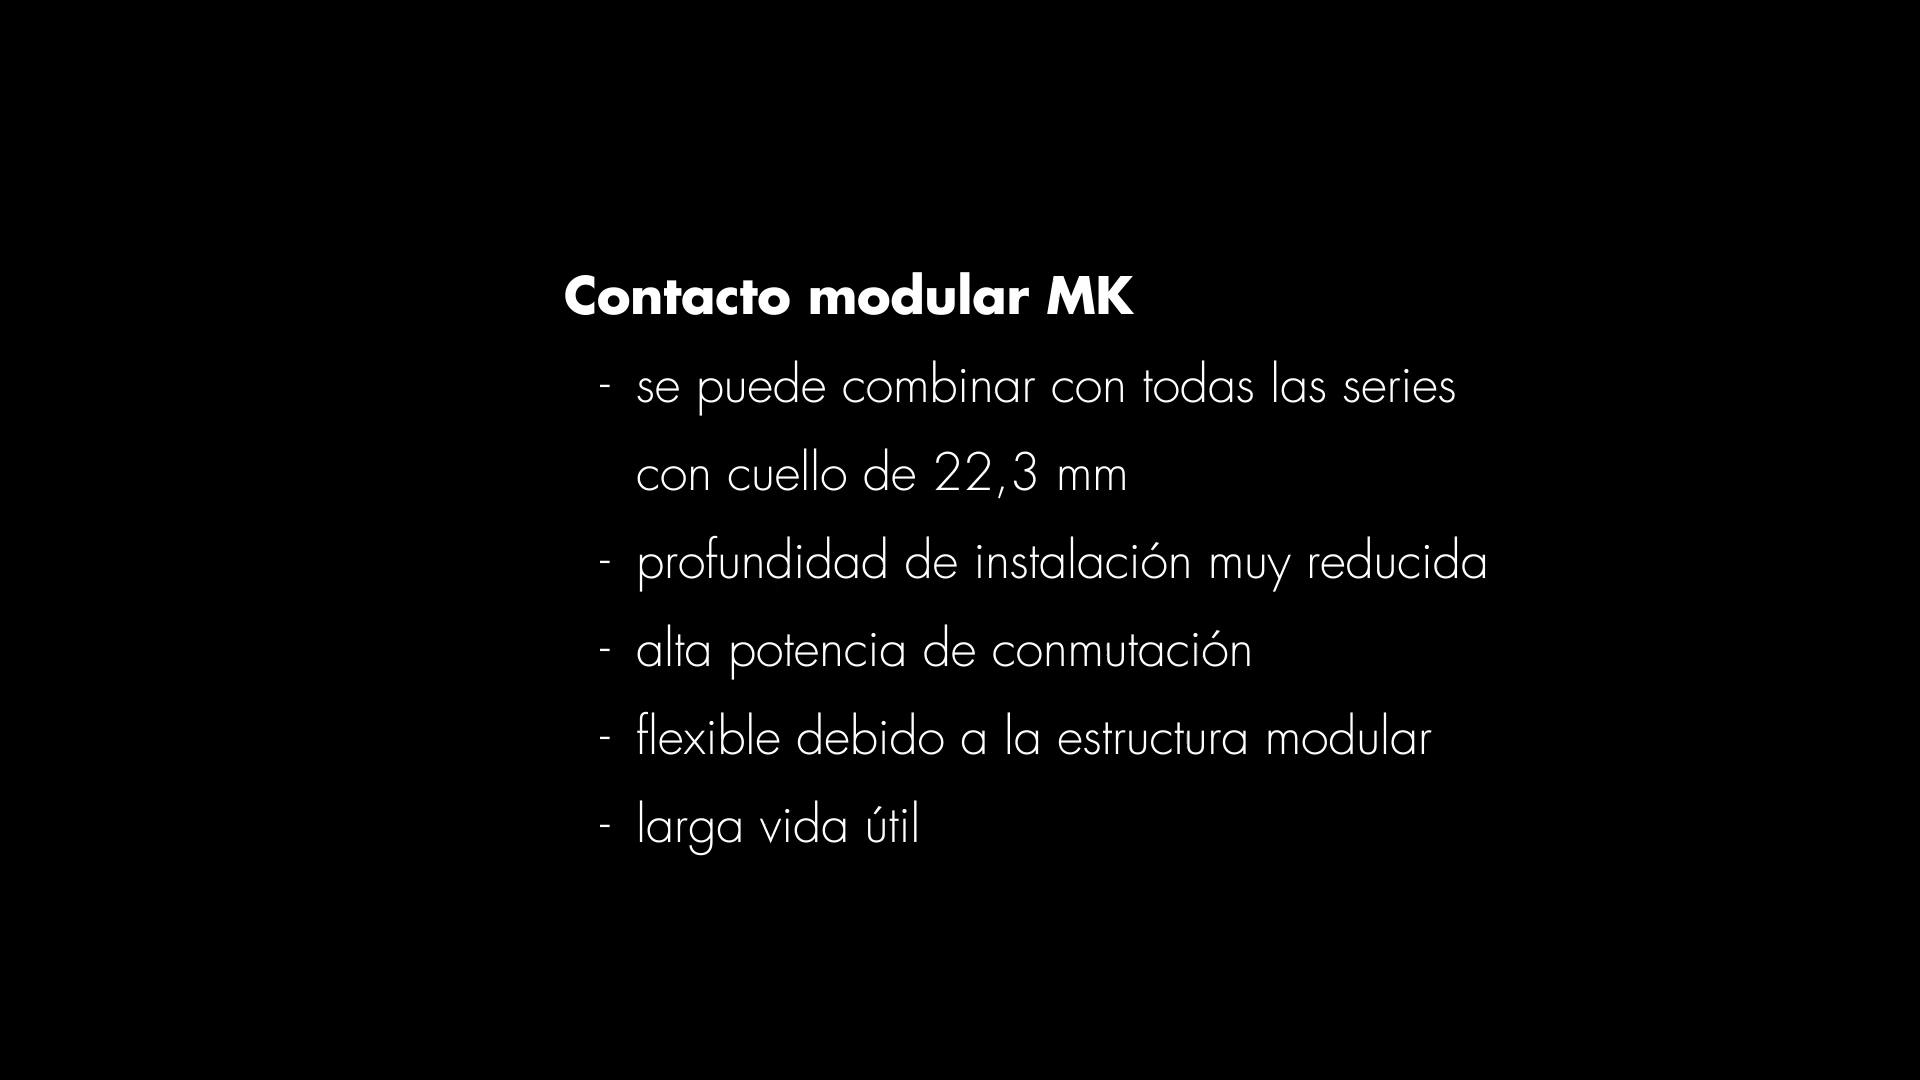 Contacto modular MK
- se puede combinar con todas las series
con cuello de 22,3 mm
- profundidad de instalación muy reducida
- alta potencia de conmutación
- flexible debido a la estructura modular
- larga vida útil